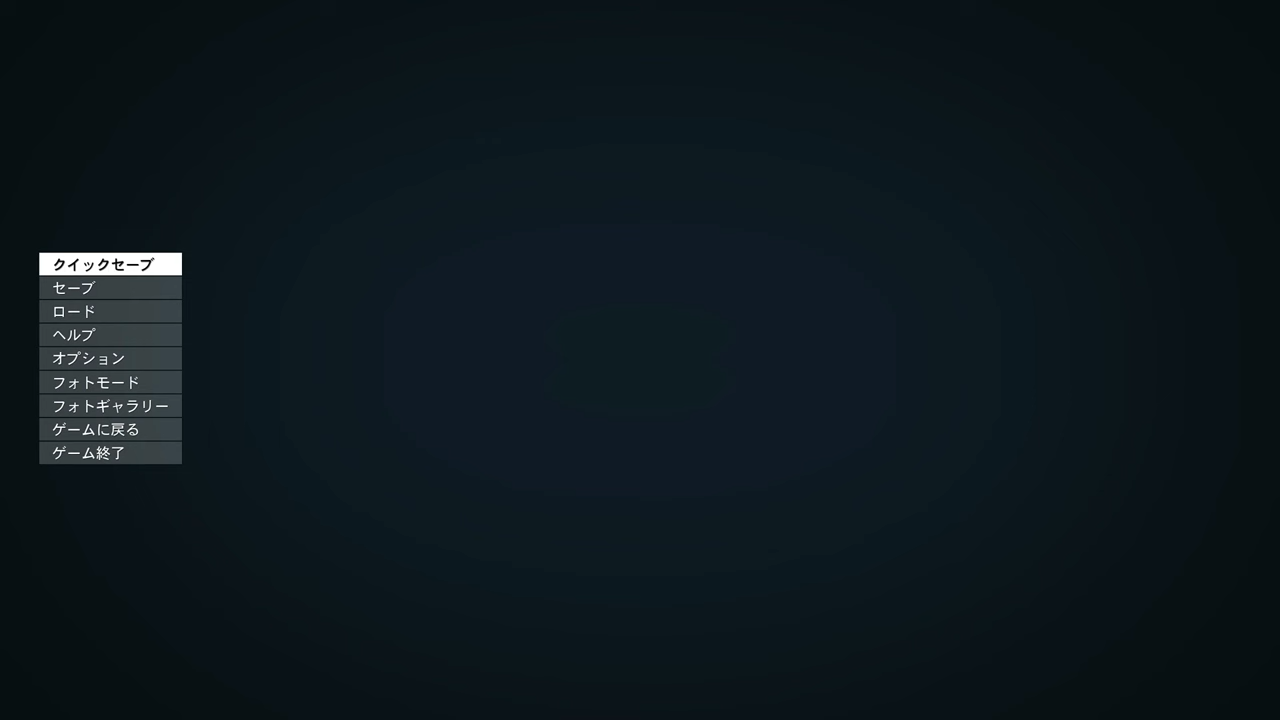 クイックセーブ
セーブ
ロード
ヘルプ
オプション
フォトモード
フォトギャラリー
ゲームに戻る
ゲーム終了